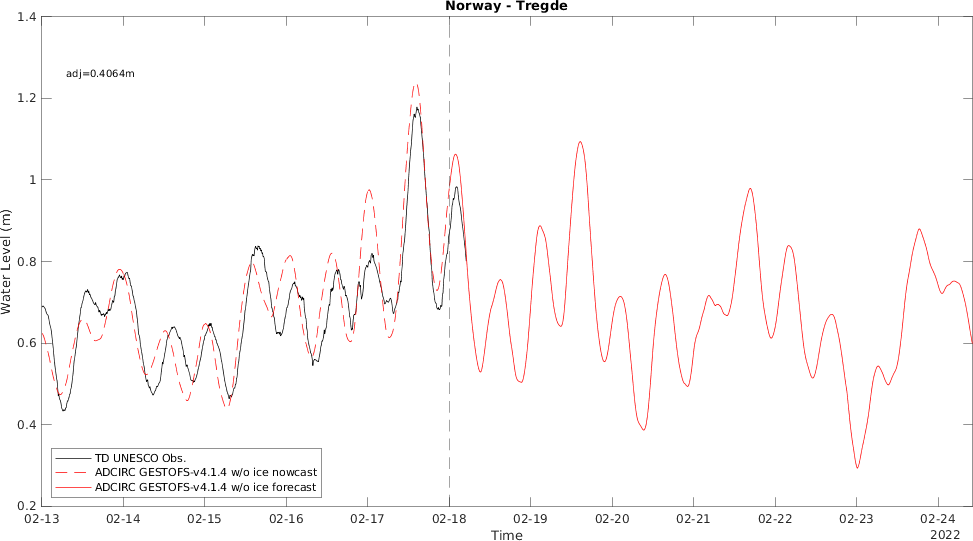 Norway - Tregde
1.4
adj=0.4064m
1.2
1
0.8
Water Level (m)
0.6
0.4
0.2
TD UNESCO Obs.
ADCIRC GESTOFS-v4.1.4 w/o ice nowcast
ADCIRC GESTOFS-v4.1.4 w/o ice forecast
02-13 02-14 02-15 02-16 02-17 02-18 02-19 02-20 02-21 02-22 02-23 02-24
Time
2022